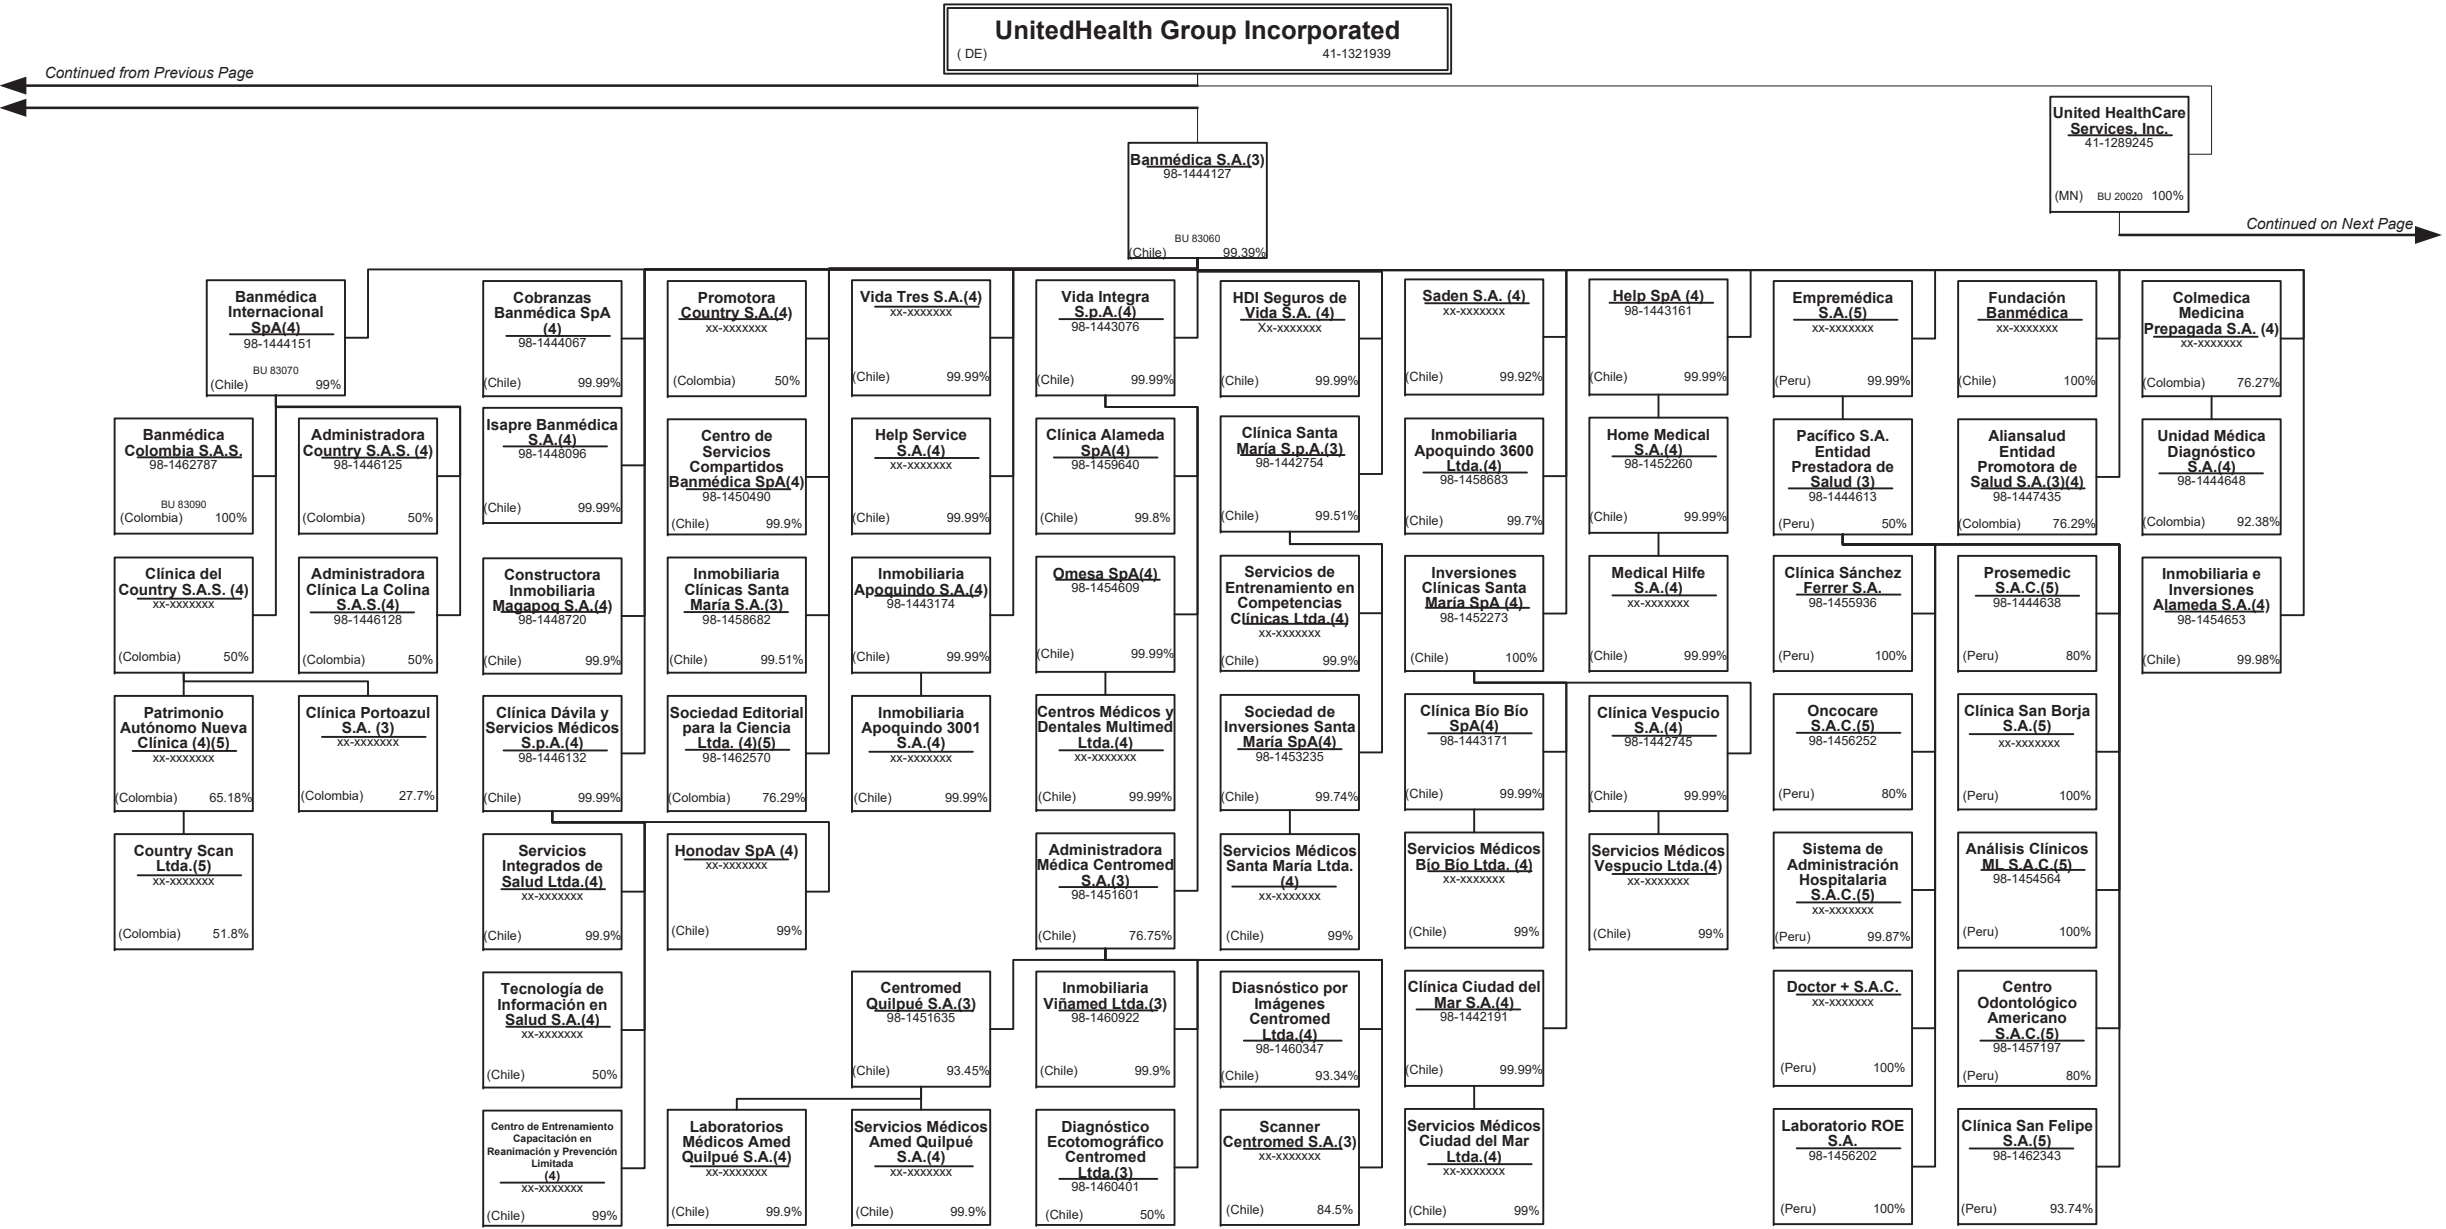 UnitedHealth Group Incorporated
( DE) 41-1321939
Continued from Previous Page
United HealthCare
Services, Inc.
41-1289245
(MN) BU 20020 100%
Continued on Next Page
Banmédica S.A.(3)
98-1444127
BU 83060
(Chile) 99.39%
Banmédica
Internacional
SpA(4)
98-1444151
BU 83070
(Chile) 99%
Cobranzas
Banmédica SpA
(4)
98-1444067
(Chile) 99.99%
Promotora
Country S.A.(4)
xx-xxxxxxx
(Colombia) 50%
Vida Tres S.A.(4)
xx-xxxxxxx
(Chile) 99.99%
Vida Integra
S.p.A.(4)
98-1443076
(Chile) 99.99%
HDI Seguros de
Vida S.A. (4)
Xx-xxxxxxx
(Chile) 99.99%
Saden S.A. (4)
xx-xxxxxxx
(Chile) 99.92%
Help SpA (4)
98-1443161
(Chile) 99.99%
Empremédica
S.A.(5)
xx-xxxxxxx
(Peru) 99.99%
Fundación
Banmédica
xx-xxxxxxx
(Chile) 100%
Colmedica
Medicina
Prepagada S.A. (4)
xx-xxxxxxx
(Colombia) 76.27%
Banmédica
Colombia S.A.S.
98-1462787
BU 83090
(Colombia) 100%
Administradora
Country S.A.S. (4)
98-1446125
(Colombia) 50%
Isapre Banmédica
S.A.(4)
98-1448096
(Chile) 99.99%
Centro de
Servicios
Compartidos
Banmédica SpA(4)
98-1450490
(Chile) 99.9%
Help Service
S.A.(4)
xx-xxxxxxx
(Chile) 99.99%
Clínica Alameda
SpA(4)
98-1459640
(Chile) 99.8%
Clínica Santa
María S.p.A.(3)
98-1442754
(Chile) 99.51%
Inmobiliaria
Apoquindo 3600
Ltda.(4)
98-1458683
(Chile) 99.7%
Home Medical
S.A.(4)
98-1452260
(Chile) 99.99%
Pacífico S.A.
Entidad
Prestadora de
Salud (3)
98-1444613
(Peru) 50%
Aliansalud
Entidad
Promotora de
Salud S.A.(3)(4)
98-1447435
(Colombia) 76.29%
Unidad Médica
Diagnóstico
S.A.(4)
98-1444648
(Colombia) 92.38%
Clínica del
Country S.A.S. (4)
xx-xxxxxxx
(Colombia) 50%
Administradora
Clínica La Colina
S.A.S.(4)
98-1446128
(Colombia) 50%
Constructora
Inmobiliaria
Magapoq S.A.(4)
98-1448720
(Chile) 99.9%
Inmobiliaria
Clínicas Santa
María S.A.(3)
98-1458682
(Chile) 99.51%
Inmobiliaria
Apoquindo S.A.(4)
98-1443174
(Chile) 99.99%
Omesa SpA(4)
98-1454609
(Chile) 99.99%
Servicios de
Entrenamiento en
Competencias
Clínicas Ltda.(4)
xx-xxxxxxx
(Chile) 99.9%
Inversiones
Clínicas Santa
María SpA (4)
98-1452273
(Chile) 100%
Medical Hilfe
S.A.(4)
xx-xxxxxxx
(Chile) 99.99%
Clínica Sánchez
Ferrer S.A.
98-1455936
(Peru) 100%
Prosemedic
S.A.C.(5)
98-1444638
(Peru) 80%
Inmobiliaria e
Inversiones
Alameda S.A.(4)
98-1454653
(Chile) 99.98%
Patrimonio
Autónomo Nueva
Clínica (4)(5)
xx-xxxxxxx
(Colombia) 65.18%
Clínica Portoazul
S.A. (3)
xx-xxxxxxx
(Colombia) 27.7%
Clínica Dávila y
Servicios Médicos
S.p.A.(4)
98-1446132
(Chile) 99.99%
Sociedad Editorial
para la Ciencia
Ltda. (4)(5)
98-1462570
(Colombia) 76.29%
Inmobiliaria
Apoquindo 3001
S.A.(4)
xx-xxxxxxx
(Chile) 99.99%
Centros Médicos y
Dentales Multimed
Ltda.(4)
xx-xxxxxxx
(Chile) 99.99%
Sociedad de
Inversiones Santa
María SpA(4)
98-1453235
(Chile) 99.74%
Clínica Bío Bío
SpA(4)
98-1443171
(Chile) 99.99%
Clínica Vespucio
S.A.(4)
98-1442745
(Chile) 99.99%
Oncocare
S.A.C.(5)
98-1456252
(Peru) 80%
Clínica San Borja
S.A.(5)
xx-xxxxxxx
(Peru) 100%
Country Scan
Ltda.(5)
xx-xxxxxxx
(Colombia) 51.8%
Servicios
Integrados de
Salud Ltda.(4)
xx-xxxxxxx
(Chile) 99.9%
Honodav SpA (4)
xx-xxxxxxx
(Chile) 99%
Administradora
Médica Centromed
S.A.(3)
98-1451601
(Chile) 76.75%
Servicios Médicos
Santa María Ltda.
(4)
xx-xxxxxxx
(Chile) 99%
Servicios Médicos
Bío Bío Ltda. (4)
xx-xxxxxxx
(Chile) 99%
Servicios Médicos
Vespucio Ltda.(4)
xx-xxxxxxx
(Chile) 99%
Sistema de
Administración
Hospitalaria
S.A.C.(5)
xx-xxxxxxx
(Peru) 99.87%
Análisis Clínicos
ML S.A.C.(5)
98-1454564
(Peru) 100%
Tecnología de
Información en
Salud S.A.(4)
xx-xxxxxxx
(Chile) 50%
Centromed
Quilpué S.A.(3)
98-1451635
(Chile) 93.45%
Inmobiliaria
Viñamed Ltda.(3)
98-1460922
(Chile) 99.9%
Diasnóstico por
Imágenes
Centromed
Ltda.(4)
98-1460347
(Chile) 93.34%
Clínica Ciudad del
Mar S.A.(4)
98-1442191
(Chile) 99.99%
Doctor + S.A.C.
xx-xxxxxxx
(Peru) 100%
Centro
Odontológico
Americano
S.A.C.(5)
98-1457197
(Peru) 80%
Centro de Entrenamiento
Capacitación en
Reanimación y Prevención
Limitada
(4)
xx-xxxxxxx
(Chile) 99%
Laboratorios
Médicos Amed
Quilpué S.A.(4)
xx-xxxxxxx
(Chile) 99.9%
Servicios Médicos
Amed Quilpué
S.A.(4)
xx-xxxxxxx
(Chile) 99.9%
Diagnóstico
Ecotomográfico
Centromed
Ltda.(3)
98-1460401
(Chile) 50%
Scanner
Centromed S.A.(3)
xx-xxxxxxx
(Chile) 84.5%
Servicios Médicos
Ciudad del Mar
Ltda.(4)
xx-xxxxxxx
(Chile) 99%
Laboratorio ROE
S.A.
98-1456202
(Peru) 100%
Clínica San Felipe
S.A.(5)
98-1462343
(Peru) 93.74%